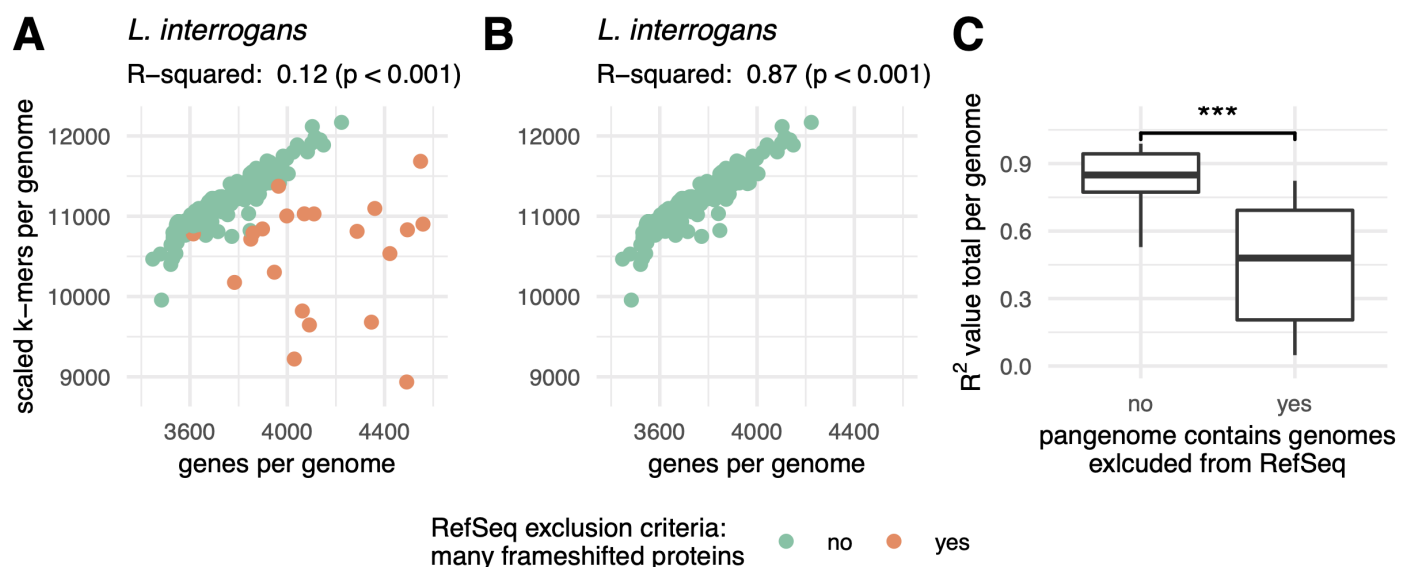 A
L. interrogans
R−squared: 0.12 (p < 0.001)
scaled k−mers per genome
12000
11000
10000
9000
3600 4000 4400
genes per genome
B
L. interrogans
R−squared: 0.87 (p < 0.001)
12000
11000
10000
9000
3600 4000 4400
genes per genome
C
***
R² value total per genome
0.9
0.6
0.3
0.0
no yes
pangenome contains genomes
exlcuded from RefSeq
RefSeq exclusion criteria:
many frameshifted proteins
no yes